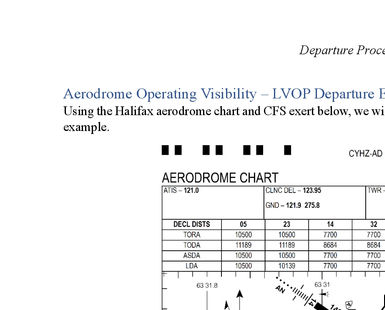 Departure Proce
Aerodrome Operating Visibility – LVOP Departure E
Using the Halifax aerodrome chart and CFS exert below, we wi
example.
CYHZ-AD
AERODROME CHART
ATIS – 121.0 CLNC DEL – 123.95 TWR -
GND – 121.9 275.8
DECL DISTS 05 23 14 32
TORA 10500 10500 7700 7700
TODA 11189 11189 8684 8684
ASDA 10500 10500 7700 7700
LDA 10500 10139 7700 7700
63 31.8 63 31
AN